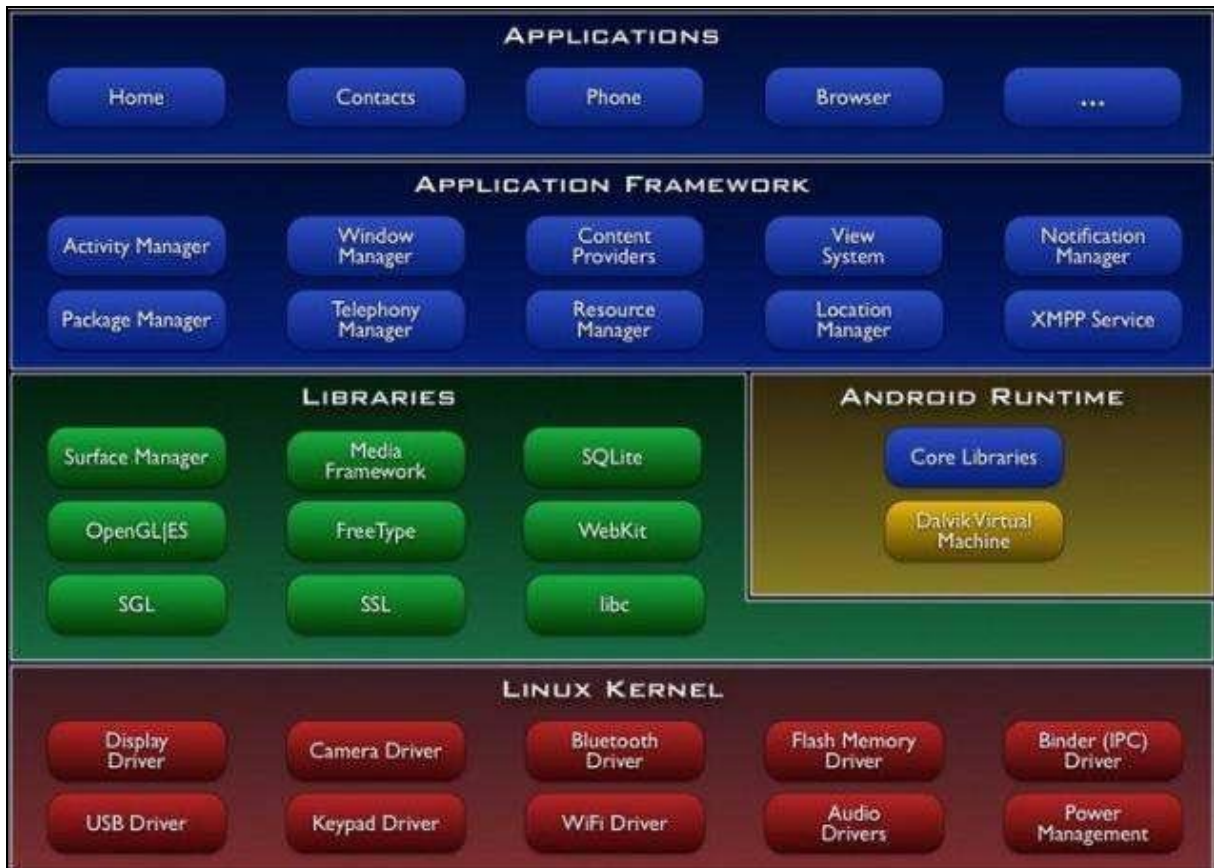 APPLICATIONS
Home
Contacts
Phone
Browser
...
APPLICATION FRAMEWORK
Activity Manager
Window
Manager
Content
Providers
View
System
Notification
Manager
Package Manager
Telephony
Manager
Resource
Manager
Location
Manager
XMPP Service
LIBRARIES
Surface Manager
Media
Framework
SQLite
OpenGL|ES
FreeType
WebKit
SGL
SSL
libc
ANDROID RUNTIME
Core Libraries
Dalvik Virtual
Machine
LINUX KERNEL
Display
Driver
Camera Driver
Bluetooth
Driver
Flash Memory
Driver
Binder (IPC)
Driver
USB Driver
Keypad Driver
WiFi Driver
Audio
Drivers
Power
Management